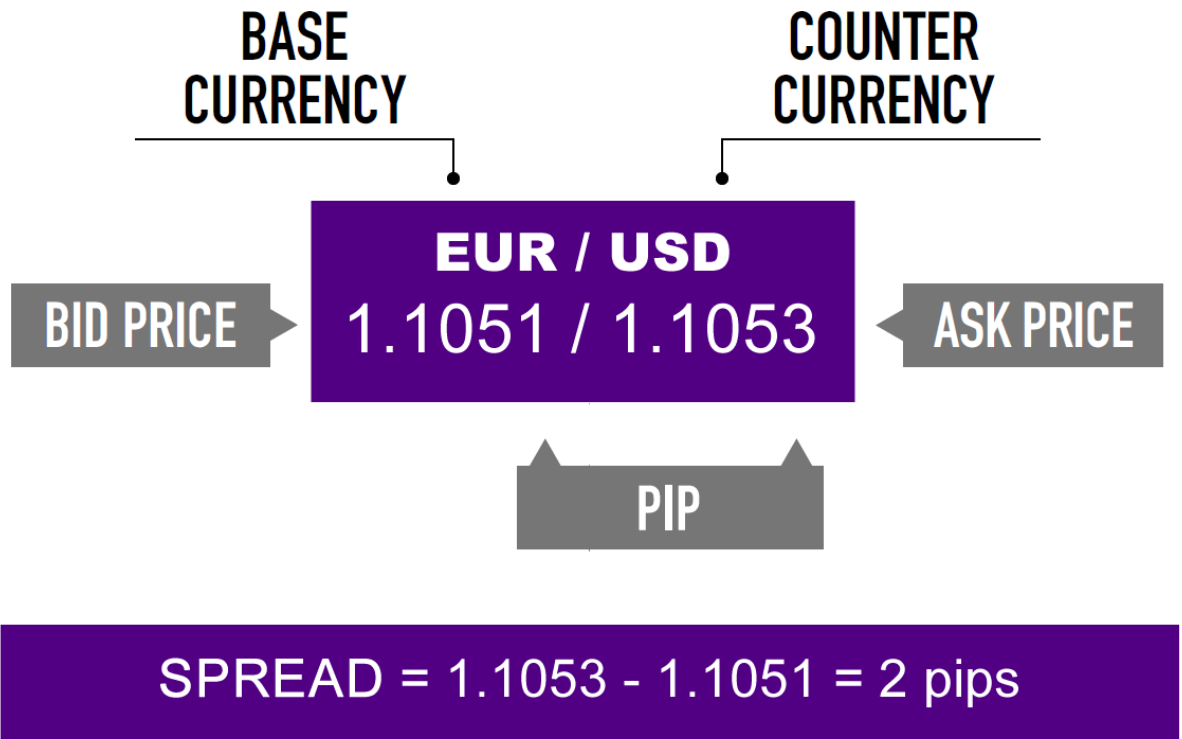 BASE
CURRENCY
COUNTER
CURRENCY
EUR / USD
BID PRICE
1.1051 / 1.1053
ASK PRICE
PIP
SPREAD = 1.1053 - 1.1051 = 2 pips